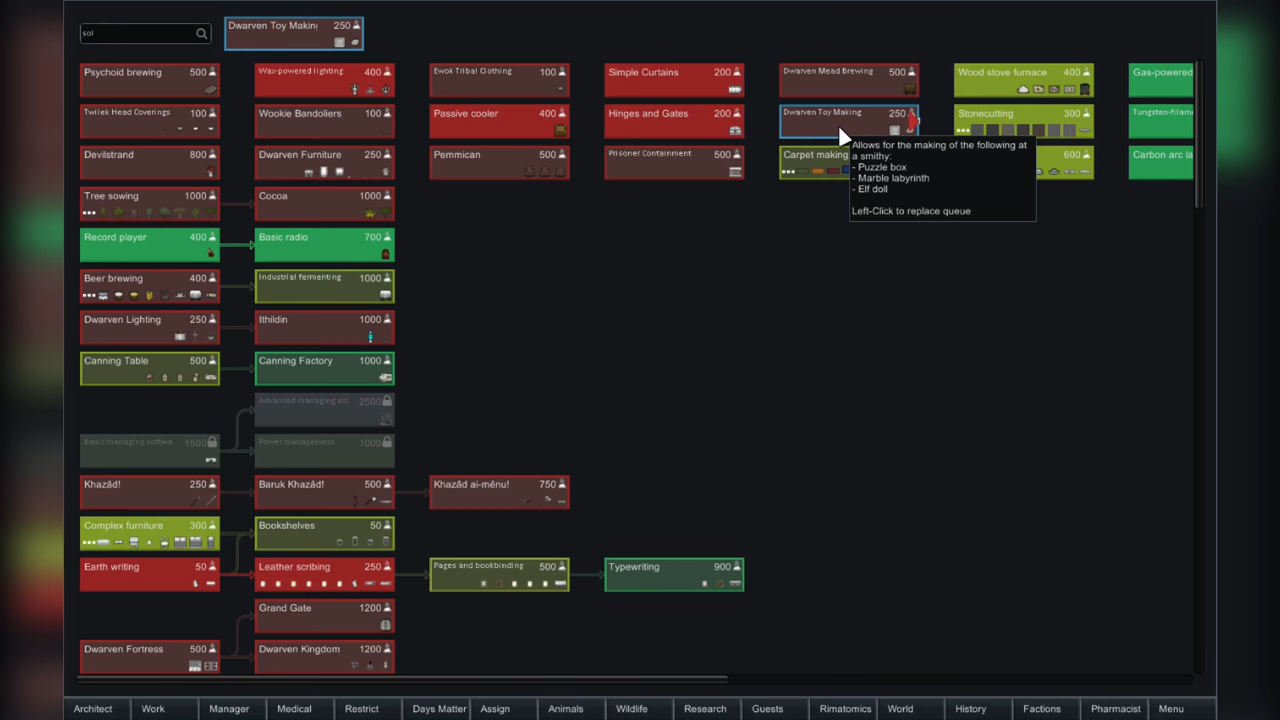 sol
Dwarven Toy Making 250
Psychoid brewing 500
Wax-powered lighting 400
Ewok Tribal Clothing 100
Simple Curtains 200
Dwarven Mead Brewing 500
Wood stove furnace 400
Gas-powered
Twilek Head Coverings 100
Wookie Bandoliers 100
Passive cooler 400
Hinges and Gates 200
Dwarven Toy Making 250
Stonecutting 300
Tungsten-filam
Devilstrand 800
Dwarven Furniture 250
Pemmican 500
Prisoner Containment 500
Carpet making
600
Carbon arc la
Allows for the making of the following at
a smithy:
- Puzzle box
- Marble labyrinth
- Elf doll
Left-Click to replace queue
Tree sowing 1000
Cocoa 1000
Record player 400
Basic radio 700
Beer brewing 400
Industrial fermenting 1000
Dwarven Lighting 250
Ithildin 1000
Canning Table 500
Canning Factory 1000
Advanced managing sof 2500
Basic managing softwa 1500
Power management 1000
Khazâd! 250
Baruk Khazâd! 500
Khazâd ai-mênu! 750
Complex furniture 300
Bookshelves 50
Earth writing 50
Leather scribing 250
Pages and bookbinding 500
Typewriting 900
Grand Gate 1200
Dwarven Fortress 500
Dwarven Kingdom 1200
Architect Work Manager Medical Restrict Days Matter Assign Animals Wildlife Research Guests Rimatomics World History Factions Pharmacist Menu